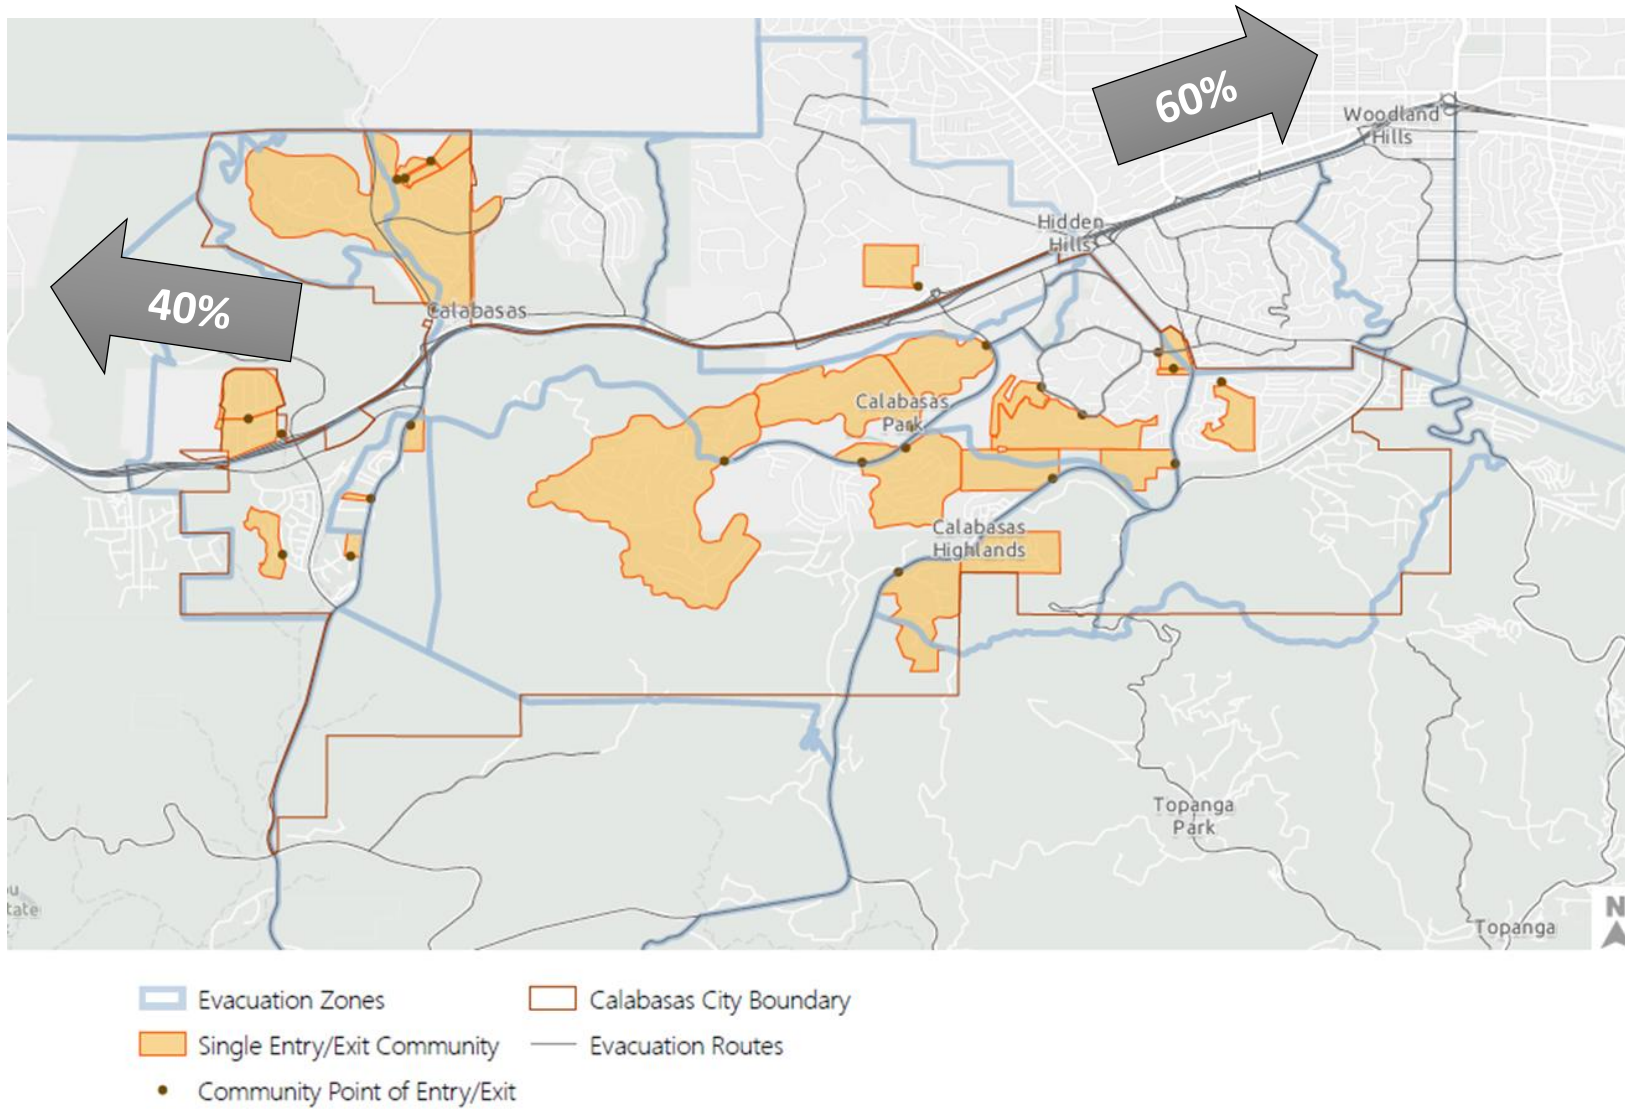 60%
Woodland
Hills
Hidden
Hills
40%
Calabasas
Calabasas
Park
Calabasas
Highlands
Topanga
Park
u
tate
Topanga
N
Evacuation Zones
Calabasas City Boundary
Single Entry/Exit Community
Evacuation Routes
Community Point of Entry/Exit